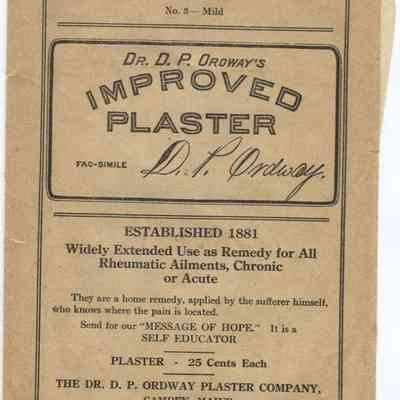 No. 3 — Mild
DR. D. P. ORDWAY'S
IMPROVED
PLASTER
FAC-SIMILE D. P. Ordway.
ESTABLISHED 1881
Widely Extended Use as Remedy for All
Rheumatic Ailments, Chronic
or Acute
They are a home remedy, applied by the sufferer himself,
who knows where the pain is located.
Send for our "MESSAGE OF HOPE." It is a
SELF EDUCATOR
PLASTER - 25 Cents Each
THE DR. D. P. ORDWAY PLASTER COMPANY,
CAMDEN, MAINE